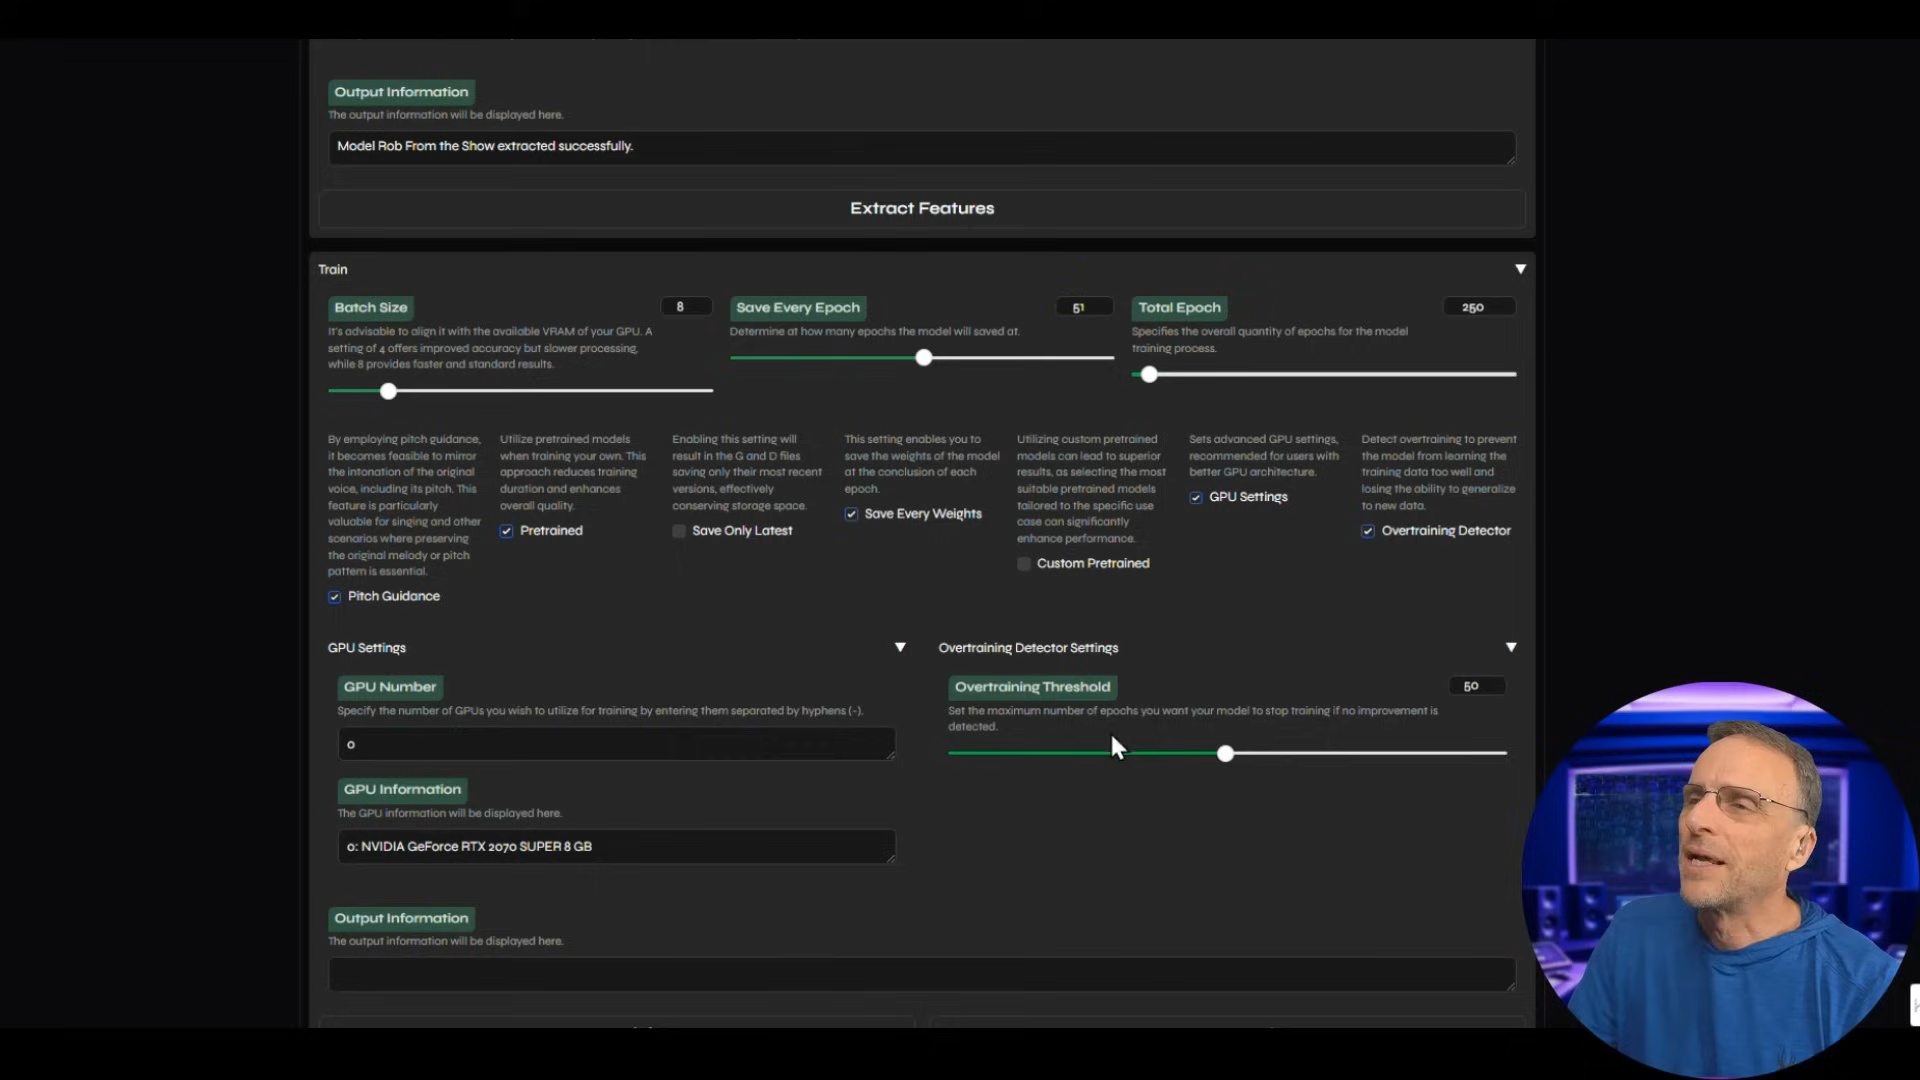 Output Information
The output information will be displayed here.
Model Rob From the Show extracted successfully.
Extract Features
Train
Batch Size
8
It's advisable to align it with the available VRAM of your GPU. A
setting of 4 offers improved accuracy but slower processing,
while 8 provides faster and standard results.
Save Every Epoch
51
Determine at how many epochs the model will saved at.
Total Epoch
250
Specifies the overall quantity of epochs for the model
training process.
By employing pitch guidance,
it becomes feasible to mirror
the intonation of the original
voice, including its pitch. This
feature is particularly
valuable for singing and other
scenarios where preserving
the original melody or pitch
pattern is essential.
Pitch Guidance
Utilize pretrained models
when training your own. This
approach reduces training
duration and enhances
overall quality.
Pretrained
Enabling this setting will
result in the G and D files
saving only their most recent
versions, effectively
conserving storage space.
Save Only Latest
This setting enables you to
save the weights of the model
at the conclusion of each
epoch.
Save Every Weights
Utilizing custom pretrained
models can lead to superior
results, as selecting the most
suitable pretrained models
tailored to the specific use
case can significantly
enhance performance.
Custom Pretrained
Sets advanced GPU settings,
recommended for users with
better GPU architecture.
GPU Settings
Detect overtraining to prevent
the model from learning the
training data too well and
losing the ability to generalize
to new data.
Overtraining Detector
GPU Settings
GPU Number
Specify the number of GPUs you wish to utilize for training by entering them separated by hyphens (-).
0
GPU Information
The GPU information will be displayed here.
0: NVIDIA GeForce RTX 2070 SUPER 8 GB
Overtraining Detector Settings
Overtraining Threshold
50
Set the maximum number of epochs you want your model to stop training if no improvement is
detected.
Output Information
The output information will be displayed here.